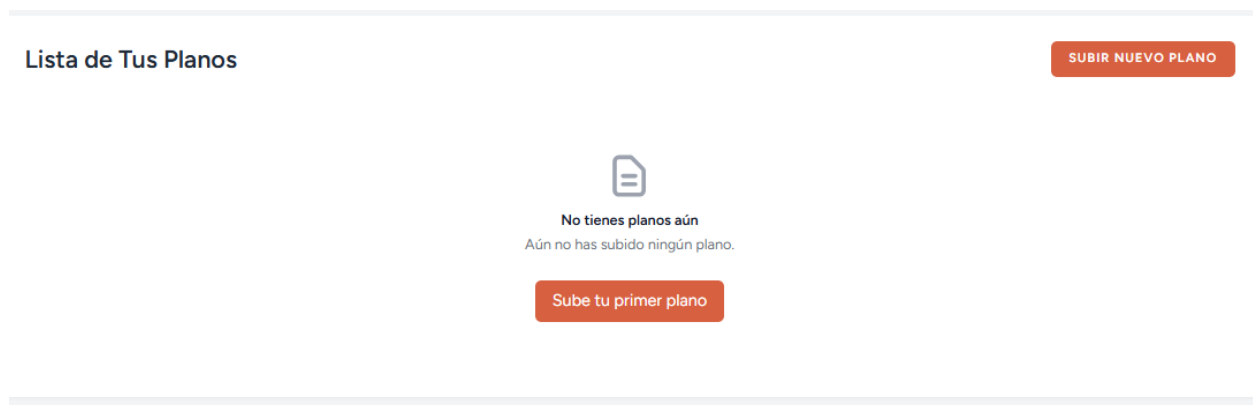 Lista de Tus Planos
SUBIR NUEVO PLANO
No tienes planos aún
Aún no has subido ningún plano.
Sube tu primer plano